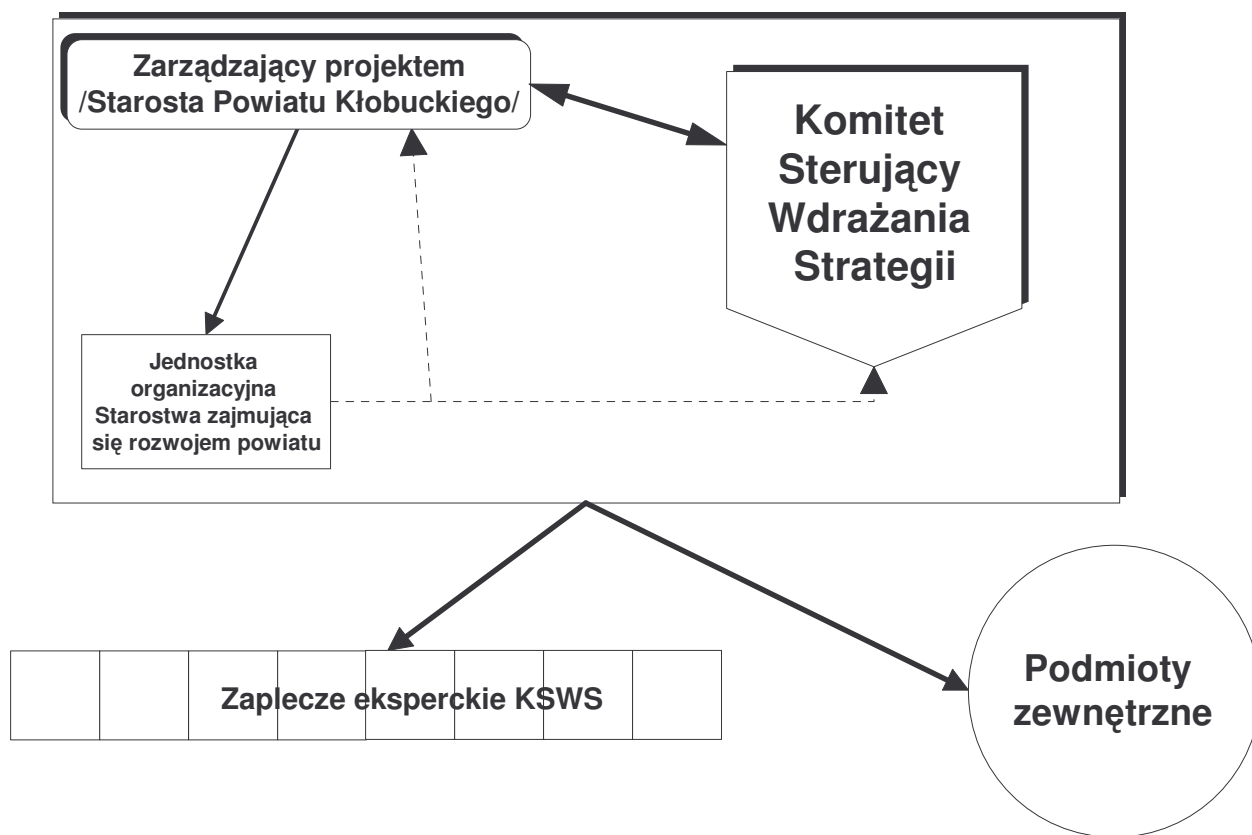 Zarządzający projektem
/Starosta Powiatu Kłobuckiego/
Komitet
Sterujący
Wdrażania
Strategii
Jednostka
organizacyjna
Starostwa zajmująca
się rozwojem powiatu
Zaplecze eksperckie KSWS
Podmioty
zewnętrzne